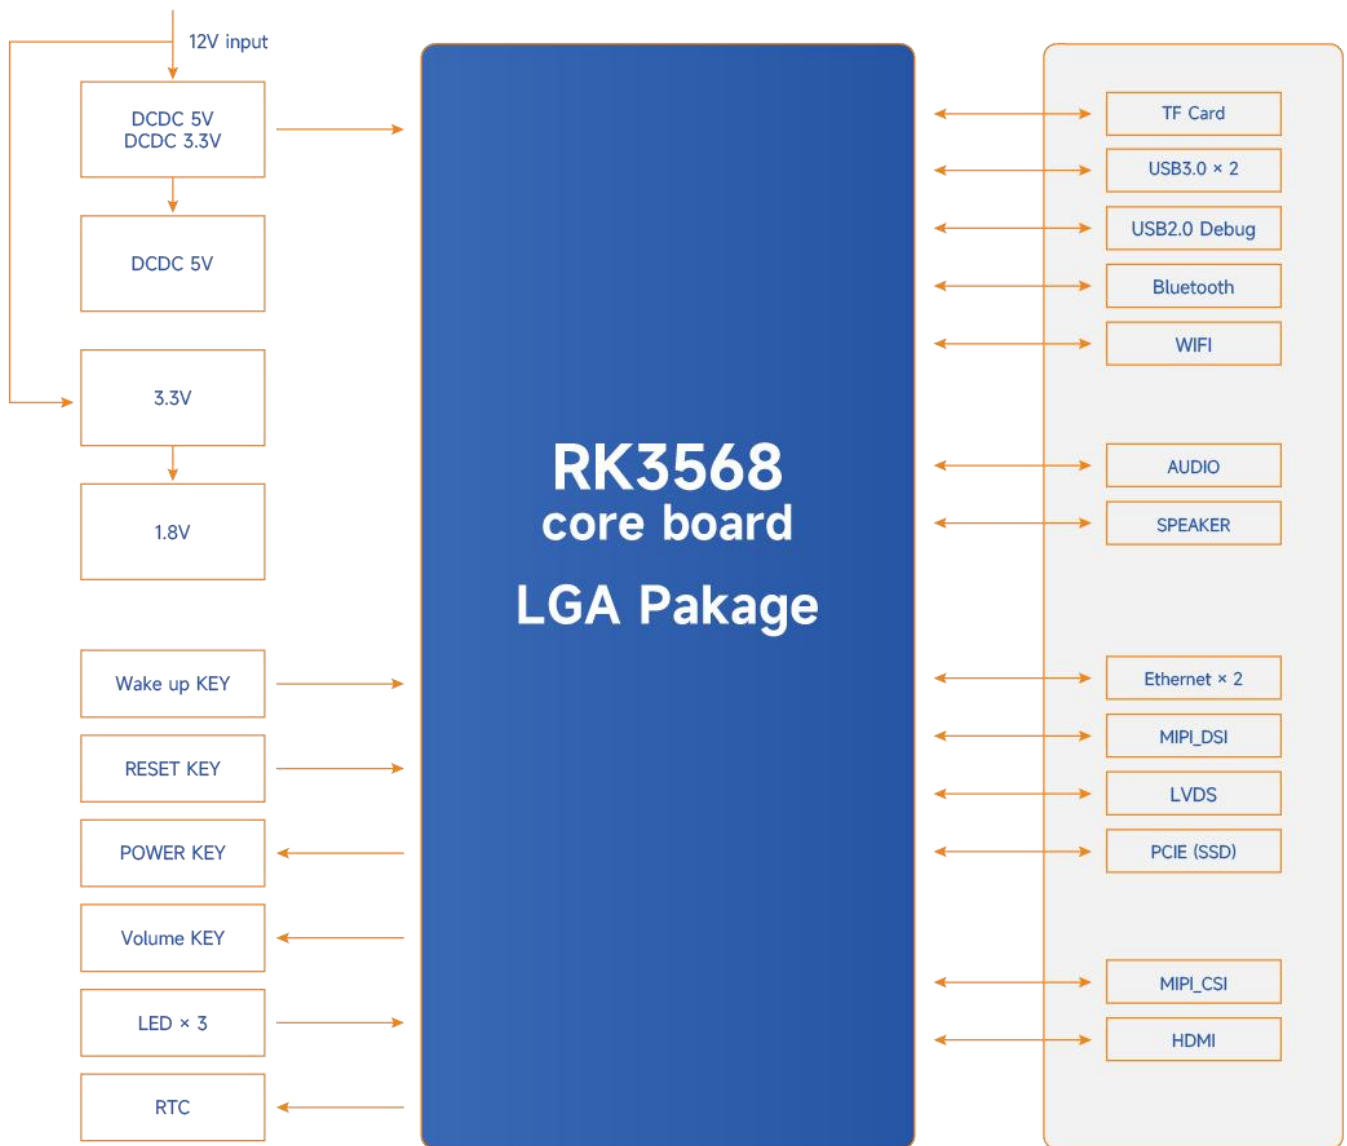 12V input
DCDC 5V
DCDC 3.3V
DCDC 5V
3.3V
1.8V
Wake up KEY
RESET KEY
POWER KEY
Volume KEY
LED × 3
RTC
RK3568
core board
LGA Pakage
TF Card
USB3.0 × 2
USB2.0 Debug
Bluetooth
WIFI
AUDIO
SPEAKER
Ethernet × 2
MIPI_DSI
LVDS
PCIE (SSD)
MIPI_CSI
HDMI